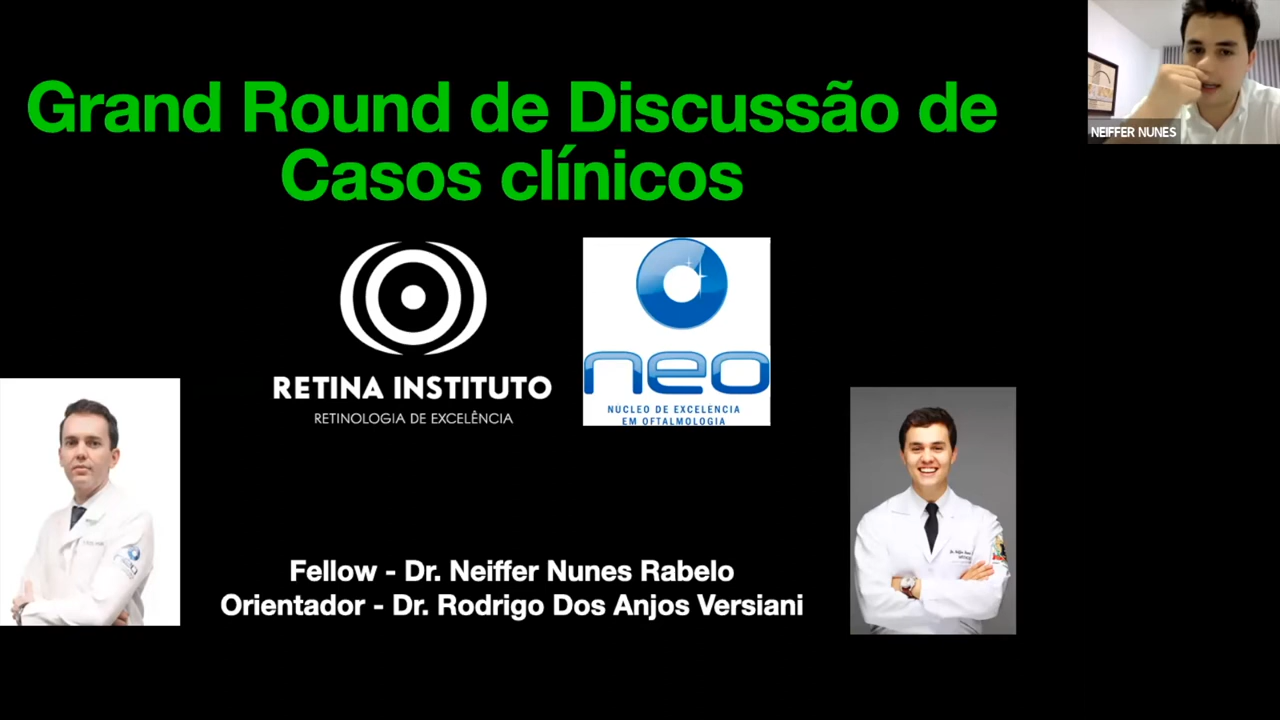 Grand Round de Discussão de
Casos clínicos
NEIFFER NUNES
RETINA INSTITUTO
RETINOLOGIA DE EXCELÊNCIA
neo
NUCLEO DE EXCELENCIA
EM OFTALMOLOGIA
Fellow - Dr. Neiffer Nunes Rabelo
Orientador - Dr. Rodrigo Dos Anjos Versiani